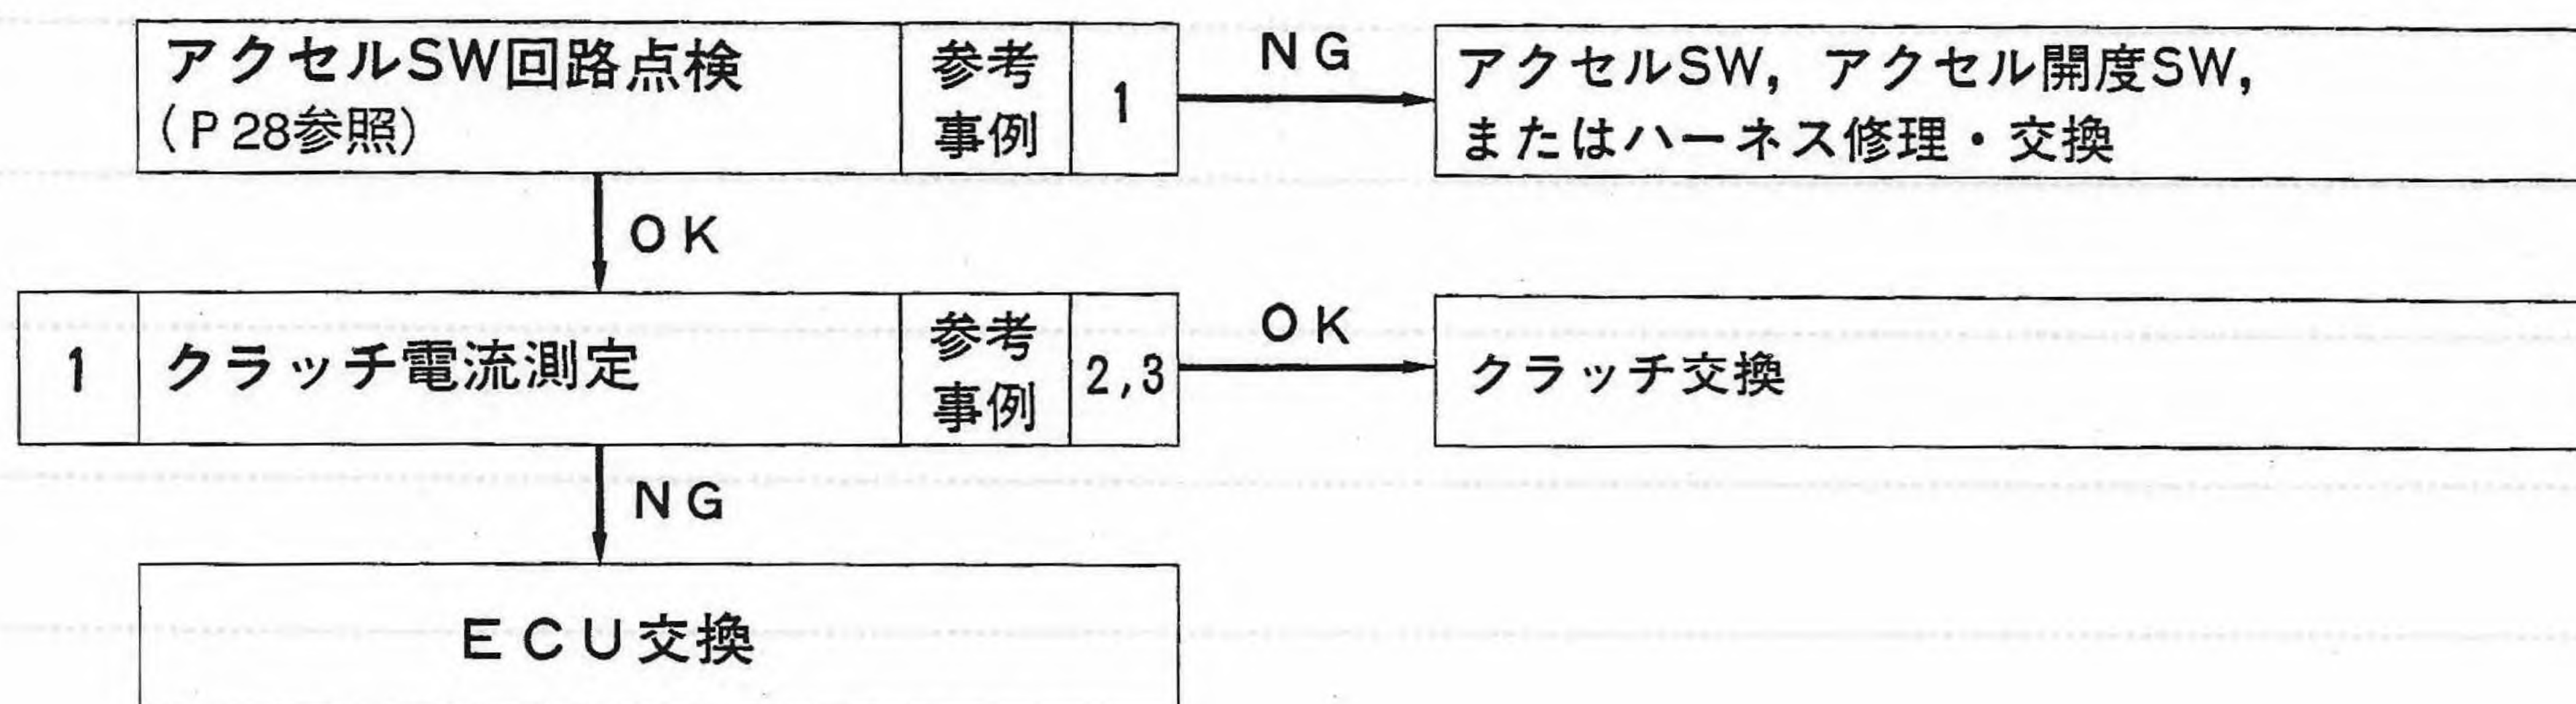 アクセルSW回路点検
(P28参照)
参考
事例
1
NG
アクセルSW, アクセル開度SW,
またはハーネス修理・交換
OK
1
クラッチ電流測定
参考
事例
2,3
OK
クラッチ交換
NG
ECU交換